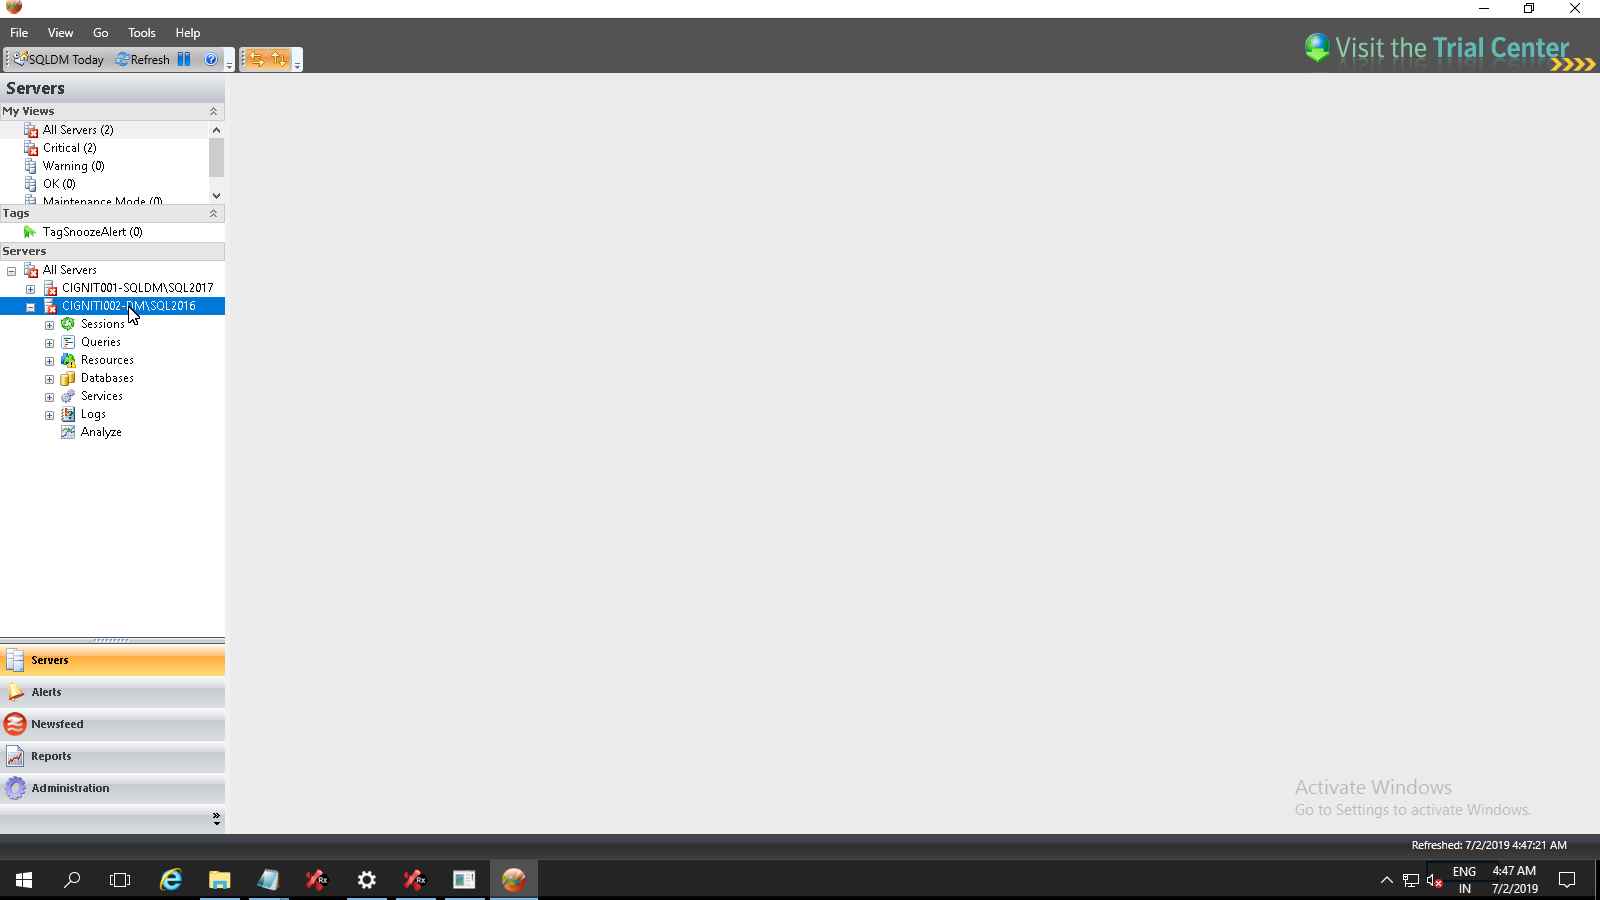 File View Go Tools Help
SQLDM Today Refresh
Visit the Trial Center
Servers
My Views
All Servers (2)
Critical (2)
Warning (0)
OK (0)
Maintenance Mode (0)
Tags
TagSnoozeAlert (0)
Servers
All Servers
CIGNIT001-SQLDM\SQL2017
CIGNITI002-DM\SQL2016
Sessions
Queries
Resources
Databases
Services
Logs
Analyze
Servers
Alerts
Newsfeed
Reports
Administration
Activate Windows
Go to Settings to activate Windows.
Refreshed: 7/2/2019 4:47:21 AM
ENG 4:47 AM
IN 7/2/2019